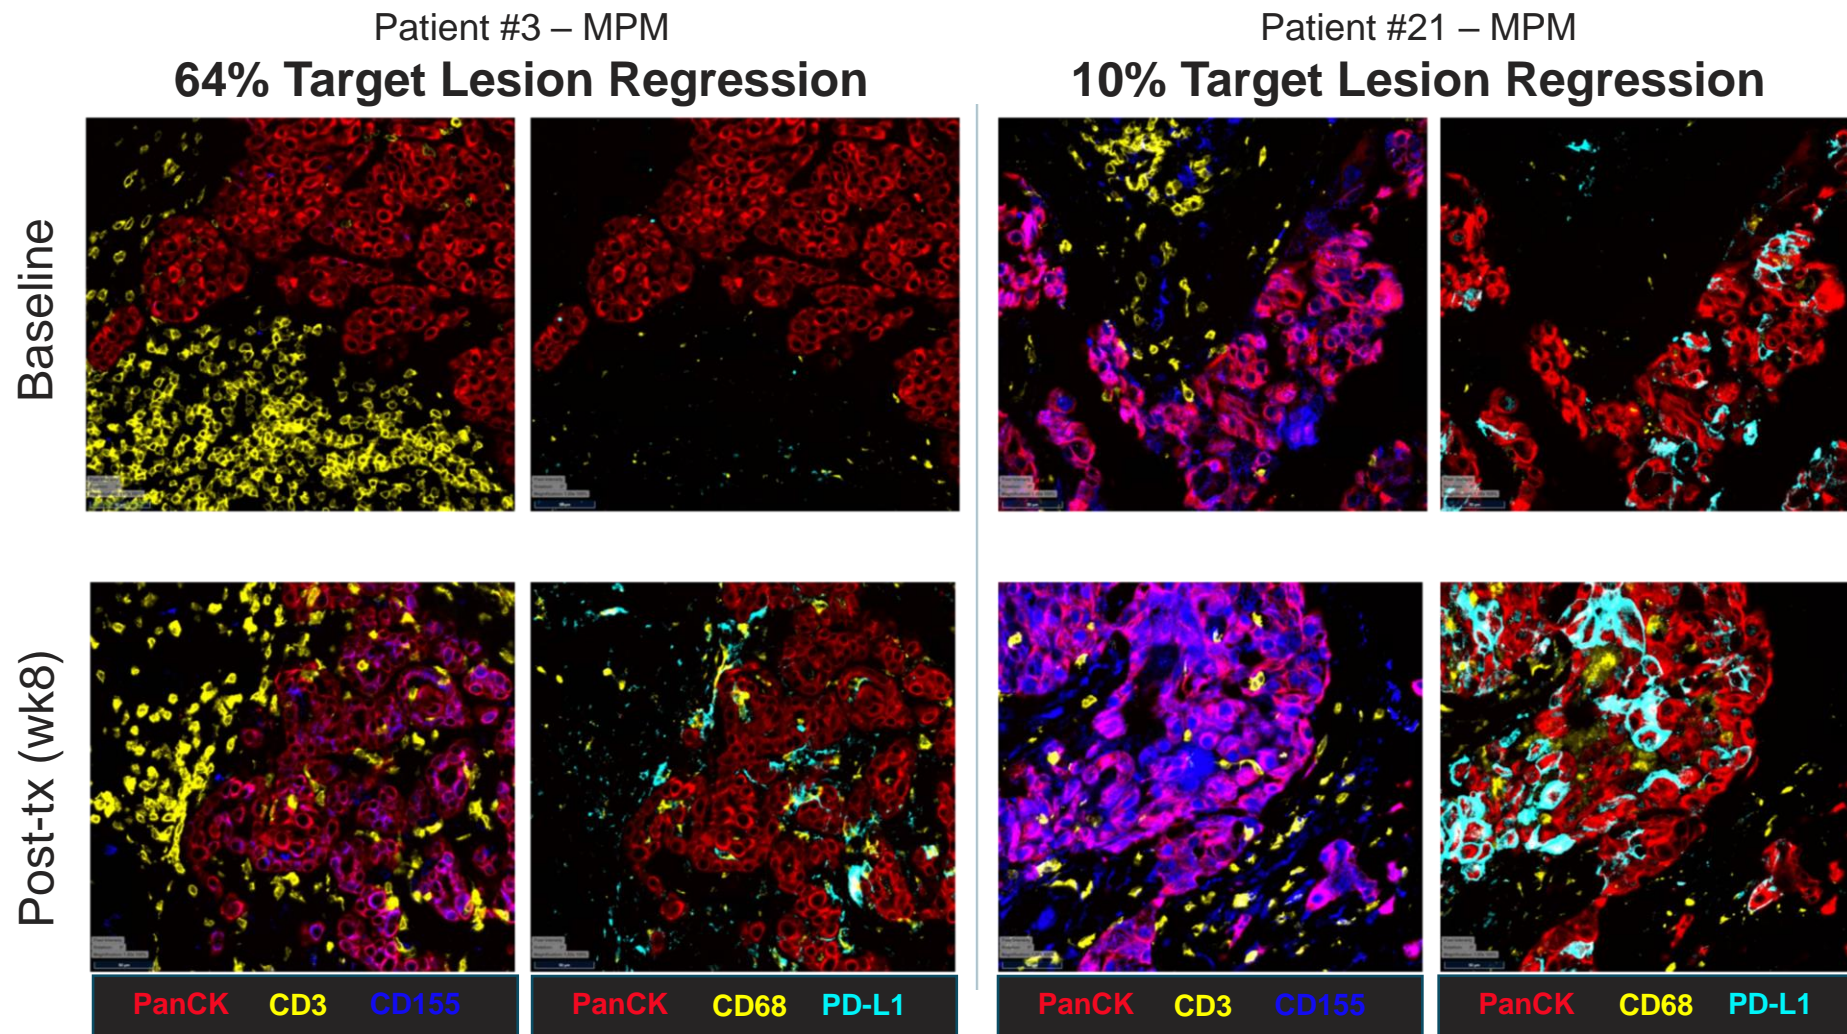 Patient #3 – MPM
64% Target Lesion Regression
Patient #21 – MPM
10% Target Lesion Regression
Baseline
Post-tx (wk8)
PanCK CD3 CD155
PanCK CD68 PD-L1
PanCK CD3 CD155
PanCK CD68 PD-L1